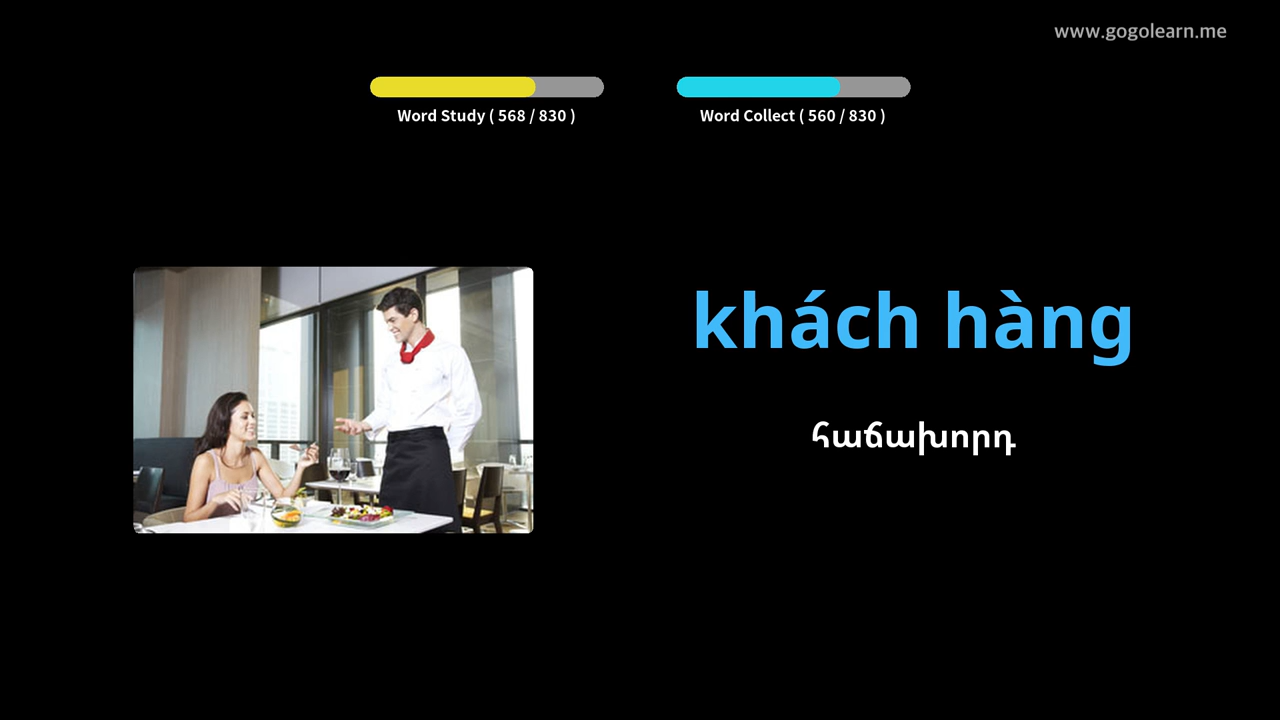 www.gogolearn.me
Word Study ( 568 / 830 )
Word Collect ( 560 / 830 )
khách hàng
հաճախորդ